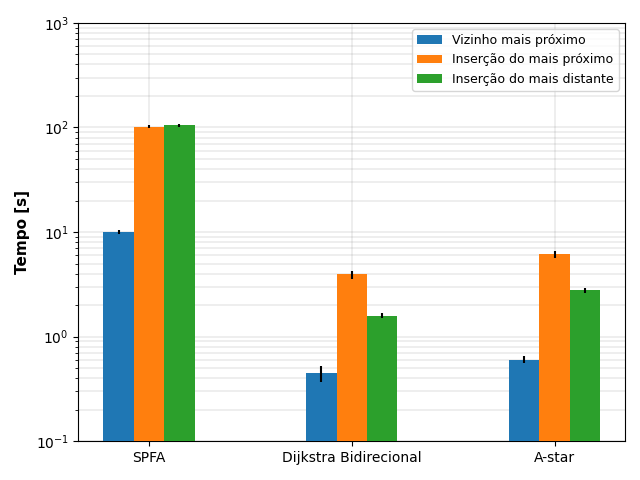 10³
10²
10¹
10⁰
10⁻¹
Tempo [s]
Vizinho mais próximo
Inserção do mais próximo
Inserção do mais distante
SPFA
Dijkstra Bidirecional
A-star